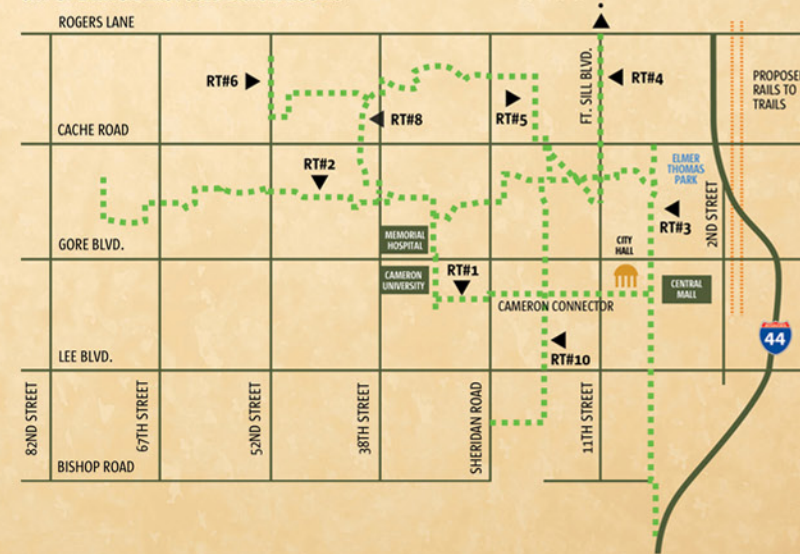 ROGERS LANE
RT#6
FT. SILL BLVD.
RT#4
PROPOSED
RAILS TO
TRAILS
RT#8
RT#5
CACHE ROAD
RT#2
ELMER
THOMAS
PARK
2ND STREET
RT#3
GORE BLVD.
MEMORIAL
HOSPITAL
CITY
HALL
CAMERON
UNIVERSITY
RT#1
CENTRAL
MALL
CAMERON CONNECTOR
44
LEE BLVD.
RT#10
82ND STREET
67TH STREET
52ND STREET
38TH STREET
SHERIDAN ROAD
11TH STREET
BISHOP ROAD